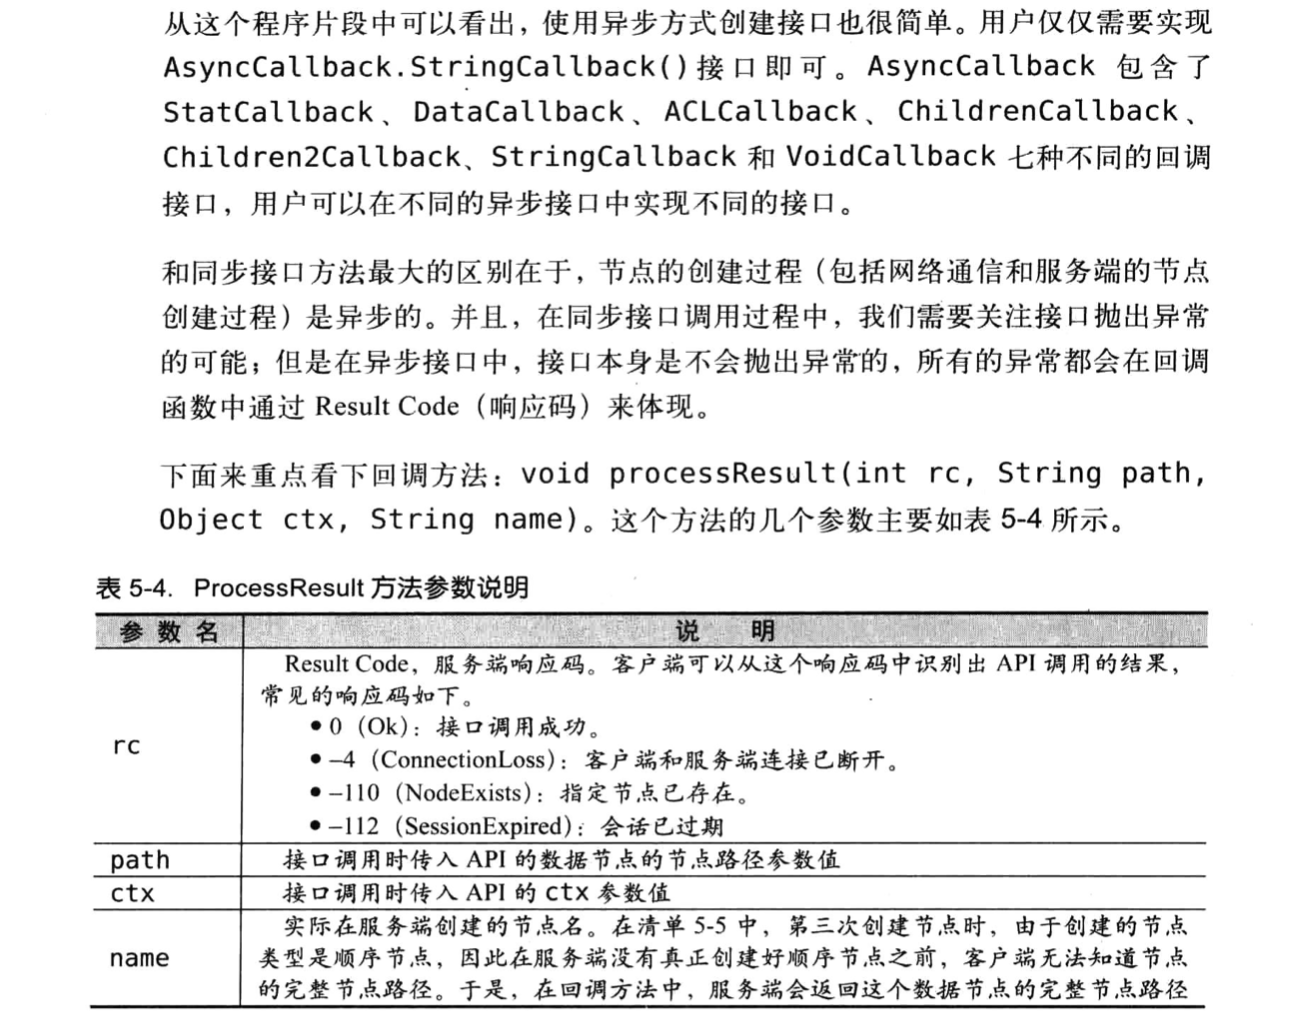 从这个程序片段中可以看出，使用异步方式创建接口也很简单。用户仅仅需要实现
AsyncCallback.StringCallback()接口即可。AsyncCallback 包含了
StatCallback、DataCallback、ACLCallback、ChildrenCallback、
Children2Callback、StringCallback 和 VoidCallback 七种不同的回调
接口，用户可以在不同的异步接口中实现不同的接口。
和同步接口方法最大的区别在于，节点的创建过程（包括网络通信和服务端的节点
创建过程）是异步的。并且，在同步接口调用过程中，我们需要关注接口抛出异常
的可能；但是在异步接口中，接口本身是不会抛出异常的，所有的异常都会在回调
函数中通过 Result Code（响应码）来体现。
下面来重点看下回调方法：void processResult(int rc, String path,
Object ctx, String name)。这个方法的几个参数主要如表 5-4 所示。
表 5-4. ProcessResult 方法参数说明
参 数 名 说 明
rc
Result Code，服务端响应码。客户端可以从这个响应码中识别出 API 调用的结果，
常见的响应码如下。
● 0（Ok）：接口调用成功。
● –4（ConnectionLoss）：客户端和服务端连接已断开。
● –110（NodeExists）：指定节点已存在。
● –112（SessionExpired）：会话已过期
path 接口调用时传入 API 的数据节点的节点路径参数值
ctx 接口调用时传入 API 的 ctx 参数值
name
实际在服务端创建的节点名。在清单 5-5 中，第三次创建节点时，由于创建的节点
类型是顺序节点，因此在服务端没有真正创建好顺序节点之前，客户端无法知道节点
的完整节点路径。于是，在回调方法中，服务端会返回这个数据节点的完整节点路径